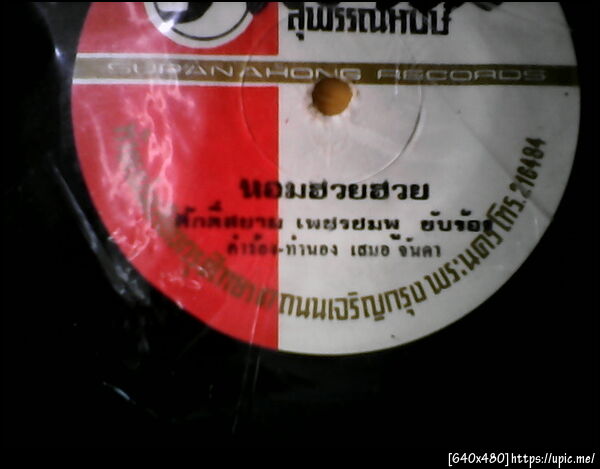 สุพรรณหงษ์
SUPANAHONG RECORDS
หอมฮวยฮวย
ศักดิ์สยาม เพชรชมพู ขับร้อง
คำร้อง-ทำนอง เสมอ จันดา
ถนนเจริญกรุง พระนคร โทร.216484
[640x480]https://upic.me/